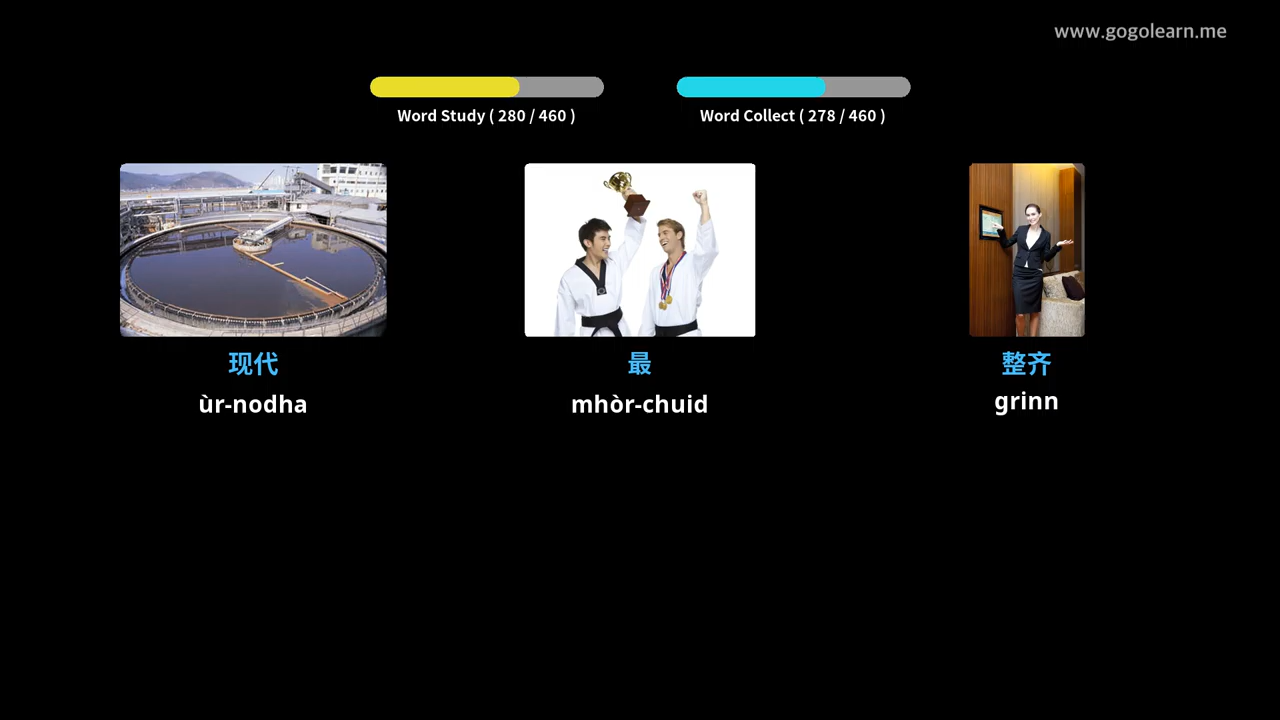 www.gogolearn.me
Word Study ( 280 / 460 )
Word Collect ( 278 / 460 )
现代
最
整齐
ùr-nodha
mhòr-chuid
grinn